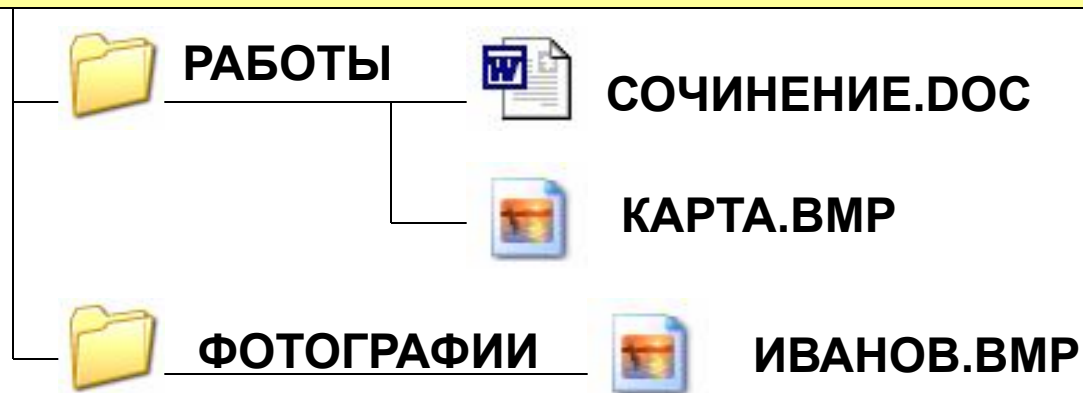 РАБОТЫ
СОЧИНЕНИЕ.DOC
КАРТА.BMP
ФОТОГРАФИИ
ИВАНОВ.BMP